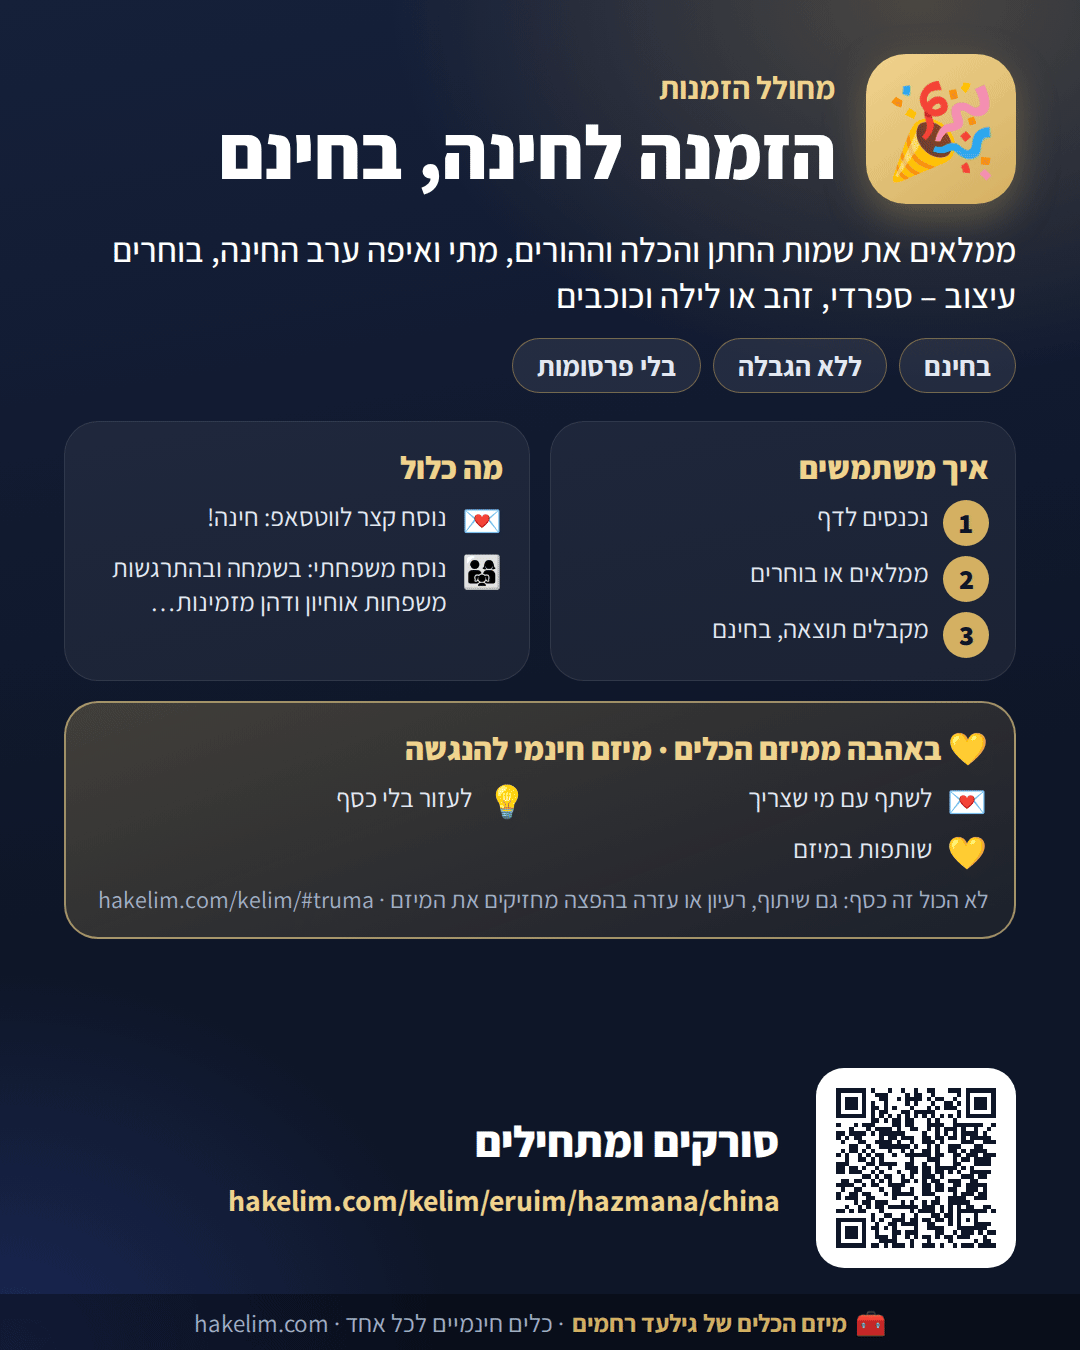 מחולל הזמנות
הזמנה לחינה, בחינם
ממלאים את שמות החתן והכלה וההורים, מתי ואיפה ערב החינה, בוחרים
עיצוב – ספרדי, זהב או לילה וכוכבים
בחינם
ללא הגבלה
בלי פרסומות
איך משתמשים
1 נכנסים לדף
2 ממלאים או בוחרים
3 מקבלים תוצאה, בחינם
מה כלול
נוסח קצר לווטסאפ: חינה!
נוסח משפחתי: בשמחה ובהתרגשות
משפחות אוחיון ודהן מזמינות…
באהבה ממיזם הכלים · מיזם חינמי להנגשה
לשתף עם מי שצריך
לעזור בלי כסף
שותפות במיזם
לא הכול זה כסף: גם שיתוף, רעיון או עזרה בהפצה מחזיקים את המיזם · hakelim.com/kelim/#truma
סורקים ומתחילים
hakelim.com/kelim/eruim/hazmana/china
מיזם הכלים של גילעד רחמים · כלים חינמיים לכל אחד · hakelim.com